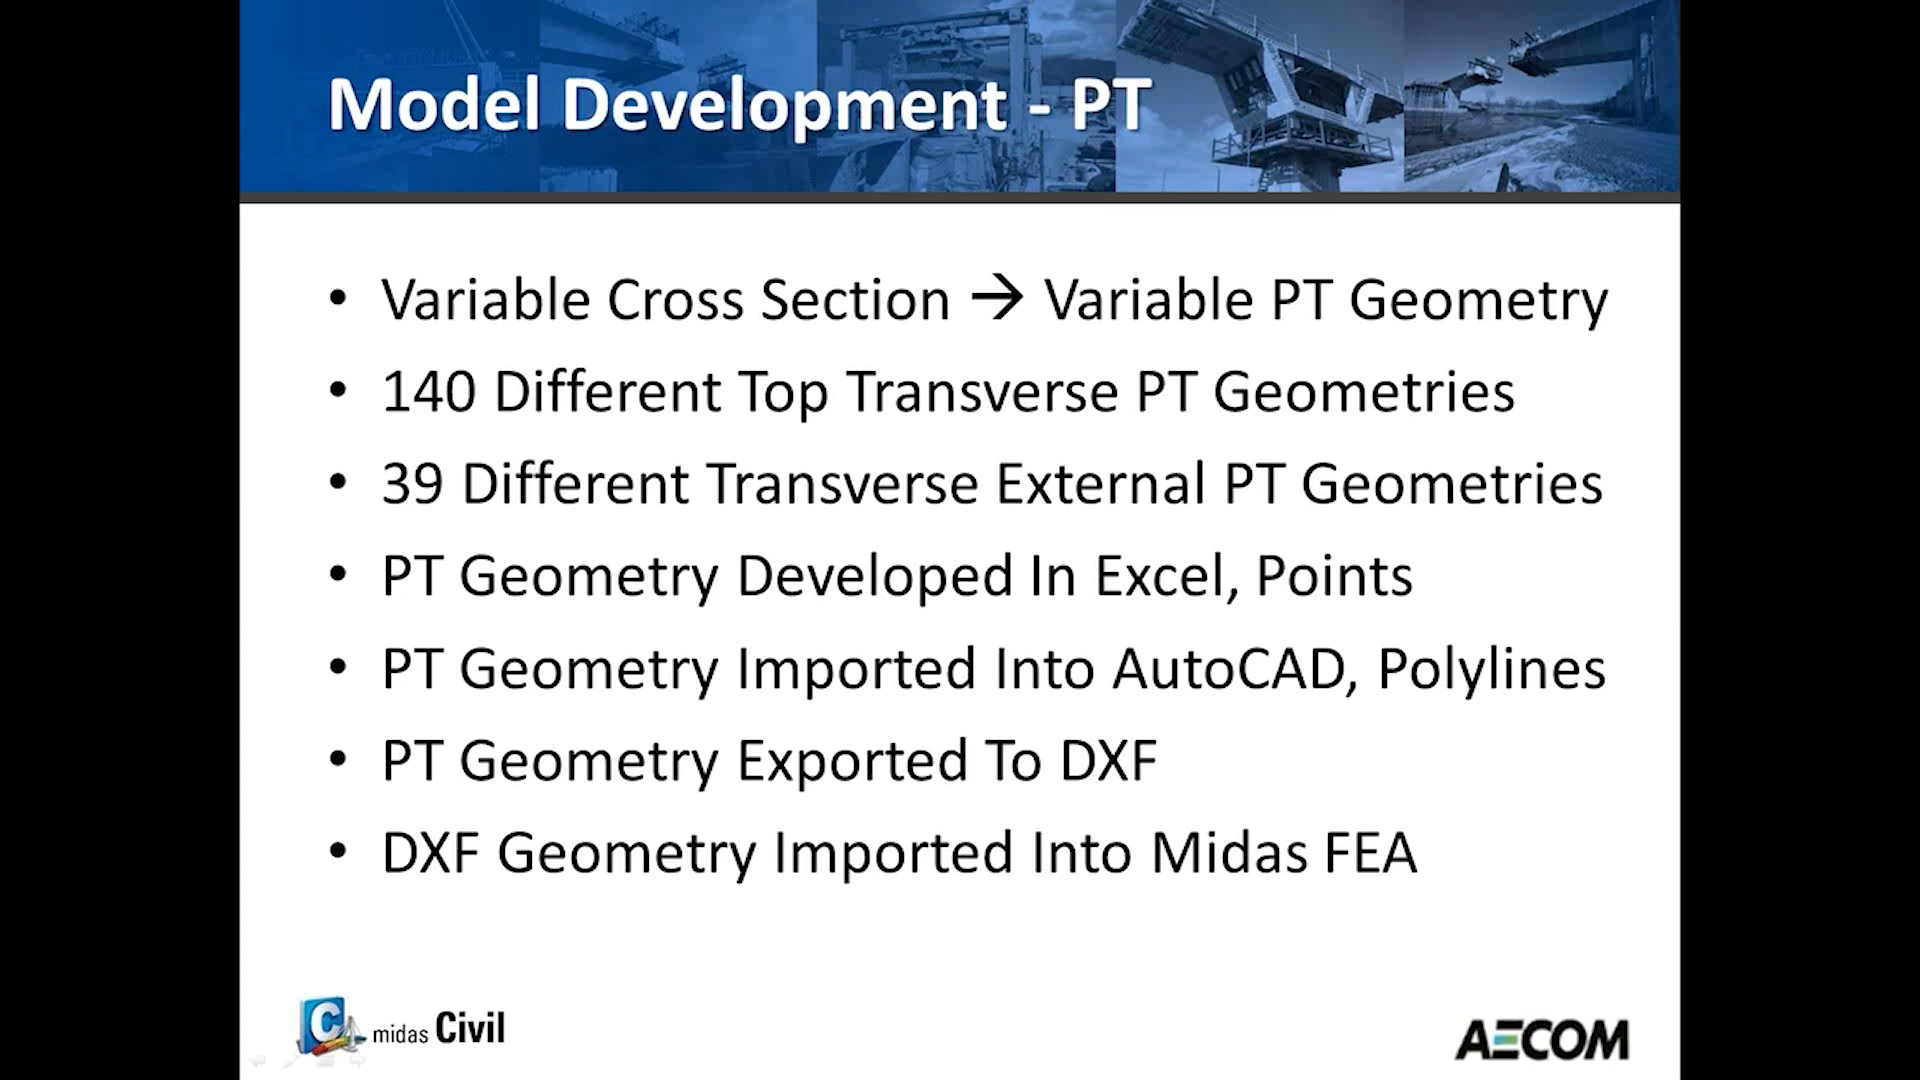 Model Development - PT
• Variable Cross Section → Variable PT Geometry
• 140 Different Top Transverse PT Geometries
• 39 Different Transverse External PT Geometries
• PT Geometry Developed In Excel, Points
• PT Geometry Imported Into AutoCAD, Polylines
• PT Geometry Exported To DXF
• DXF Geometry Imported Into Midas FEA
C midas Civil
AECOM